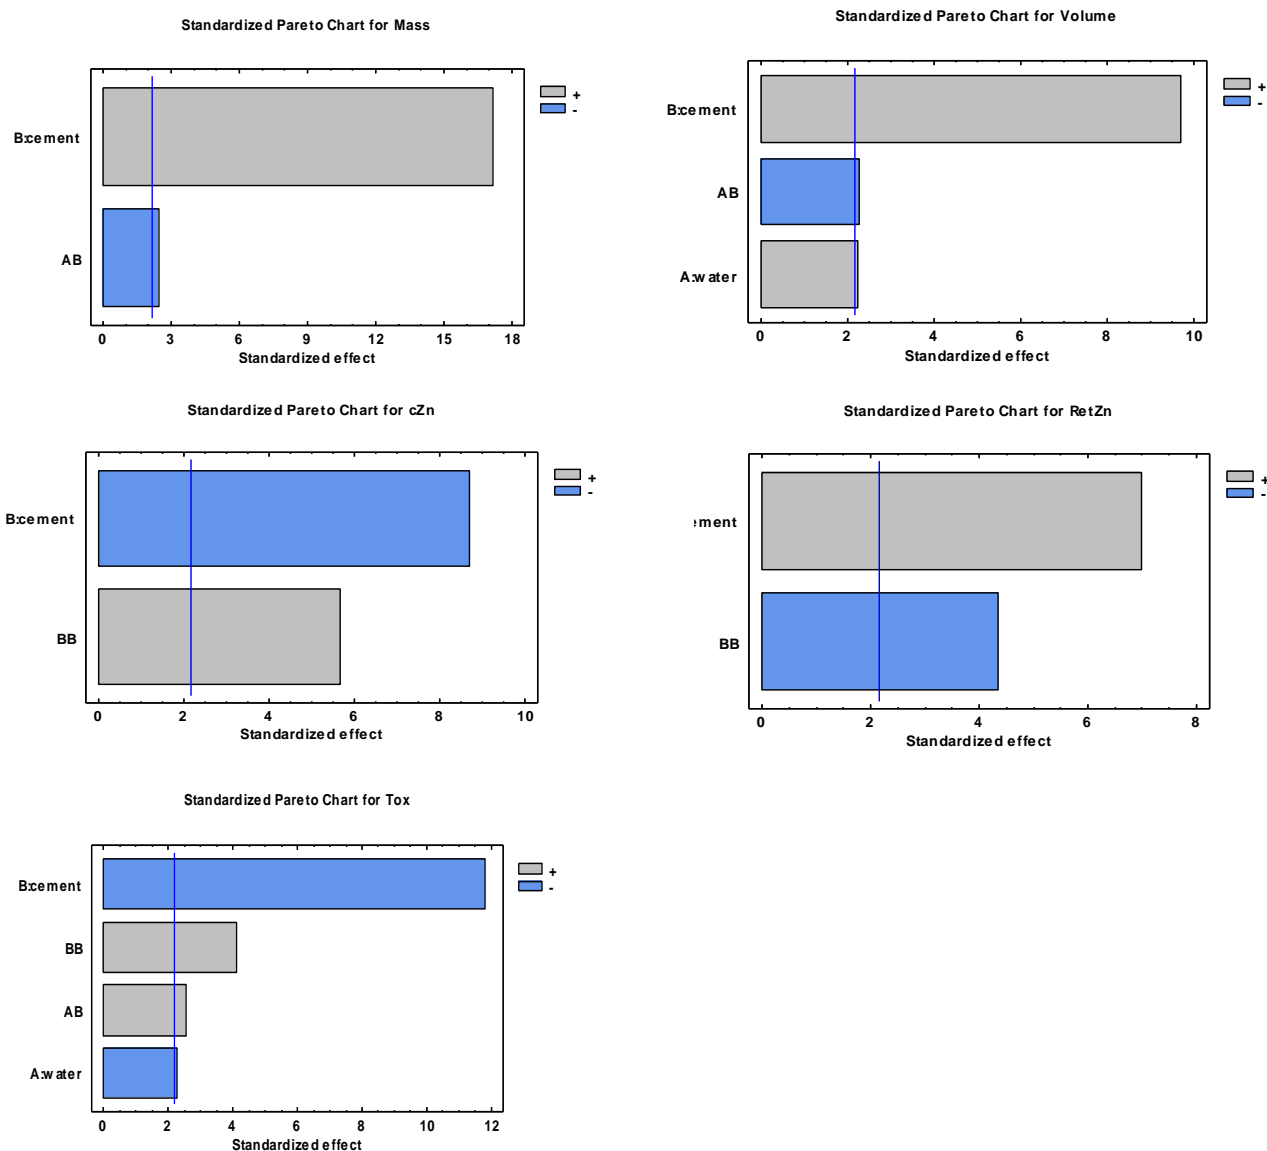 Standardized Pareto Chart for Mass
+
-
B:cement
AB
0 3 6 9 12 15 18
Standardized effect
Standardized Pareto Chart for Volume
+
-
B:cement
AB
A:water
0 2 4 6 8 10
Standardized effect
Standardized Pareto Chart for cZn
+
-
B:cement
BB
0 2 4 6 8 10
Standardized effect
Standardized Pareto Chart for RetZn
+
-
ement
BB
0 2 4 6 8
Standardized effect
Standardized Pareto Chart for Tox
+
-
B:cement
BB
AB
A:water
0 2 4 6 8 10 12
Standardized effect